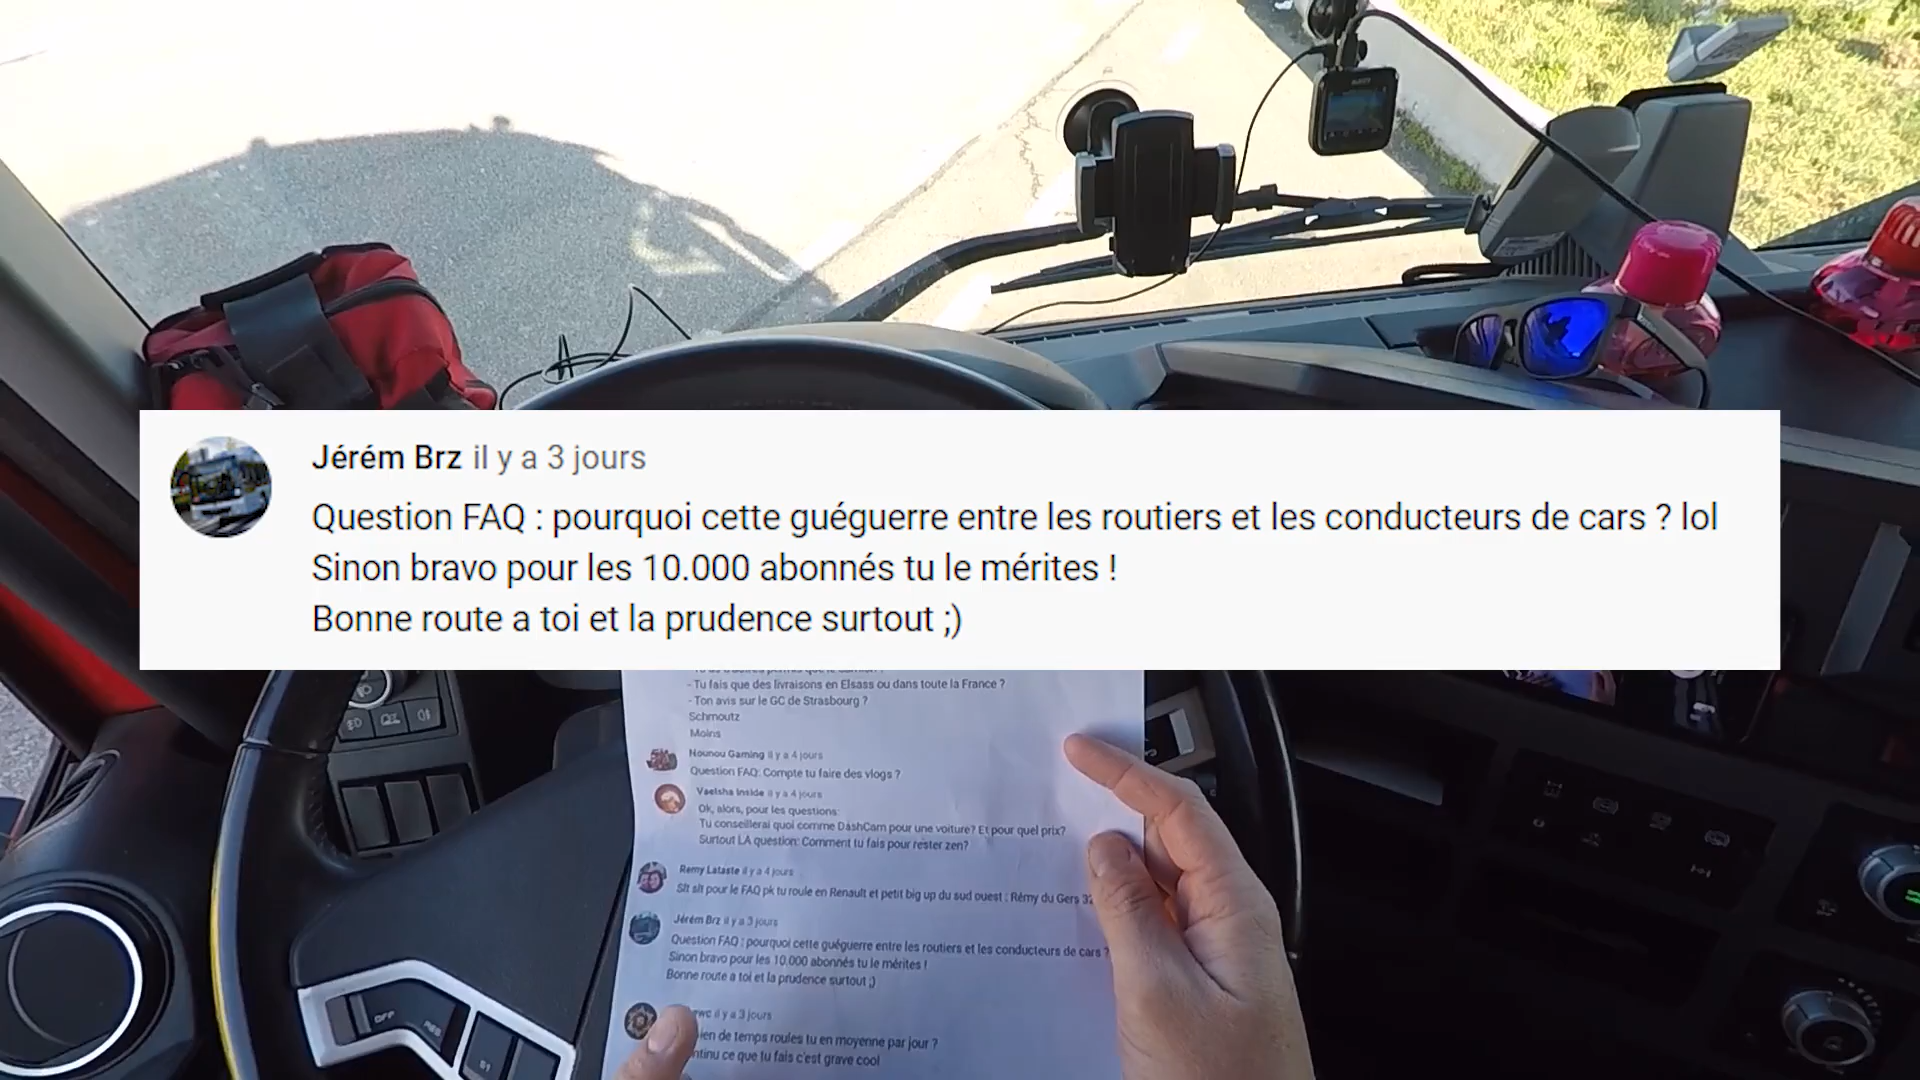 Jérém Brz il y a 3 jours
Question FAQ : pourquoi cette guéguerre entre les routiers et les conducteurs de cars ? lol
Sinon bravo pour les 10.000 abonnés tu le mérites !
Bonne route a toi et la prudence surtout ;)
- Tu fais que des livraisons en Elsass ou dans toute la France ?
- Ton avis sur le GC de Strasbourg ?
Schmoutz
Moins
Nounou Gaming il y a 4 jours
Question FAQ: Compte tu faire des vlogs ?
Vaelsha Inside il y a 4 jours
Ok, alors, pour les questions:
Tu conseillerai quoi comme DashCam pour une voiture? Et pour quel prix?
Surtout LA question: Comment tu fais pour rester zen?
Remy Lataste il y a 4 jours
Slt slt pour le FAQ pk tu roule en Renault et petit big up du sud ouest : Rémy du Gers 32
Jérém Brz il y a 3 jours
Question FAQ : pourquoi cette guéguerre entre les routiers et les conducteurs de cars ?
Sinon bravo pour les 10.000 abonnés tu le mérites !
Bonne route a toi et la prudence surtout ;)
il y a 3 jours
de temps roules tu en moyenne par jour ?
ce que tu fais c'est grave cool
OFF